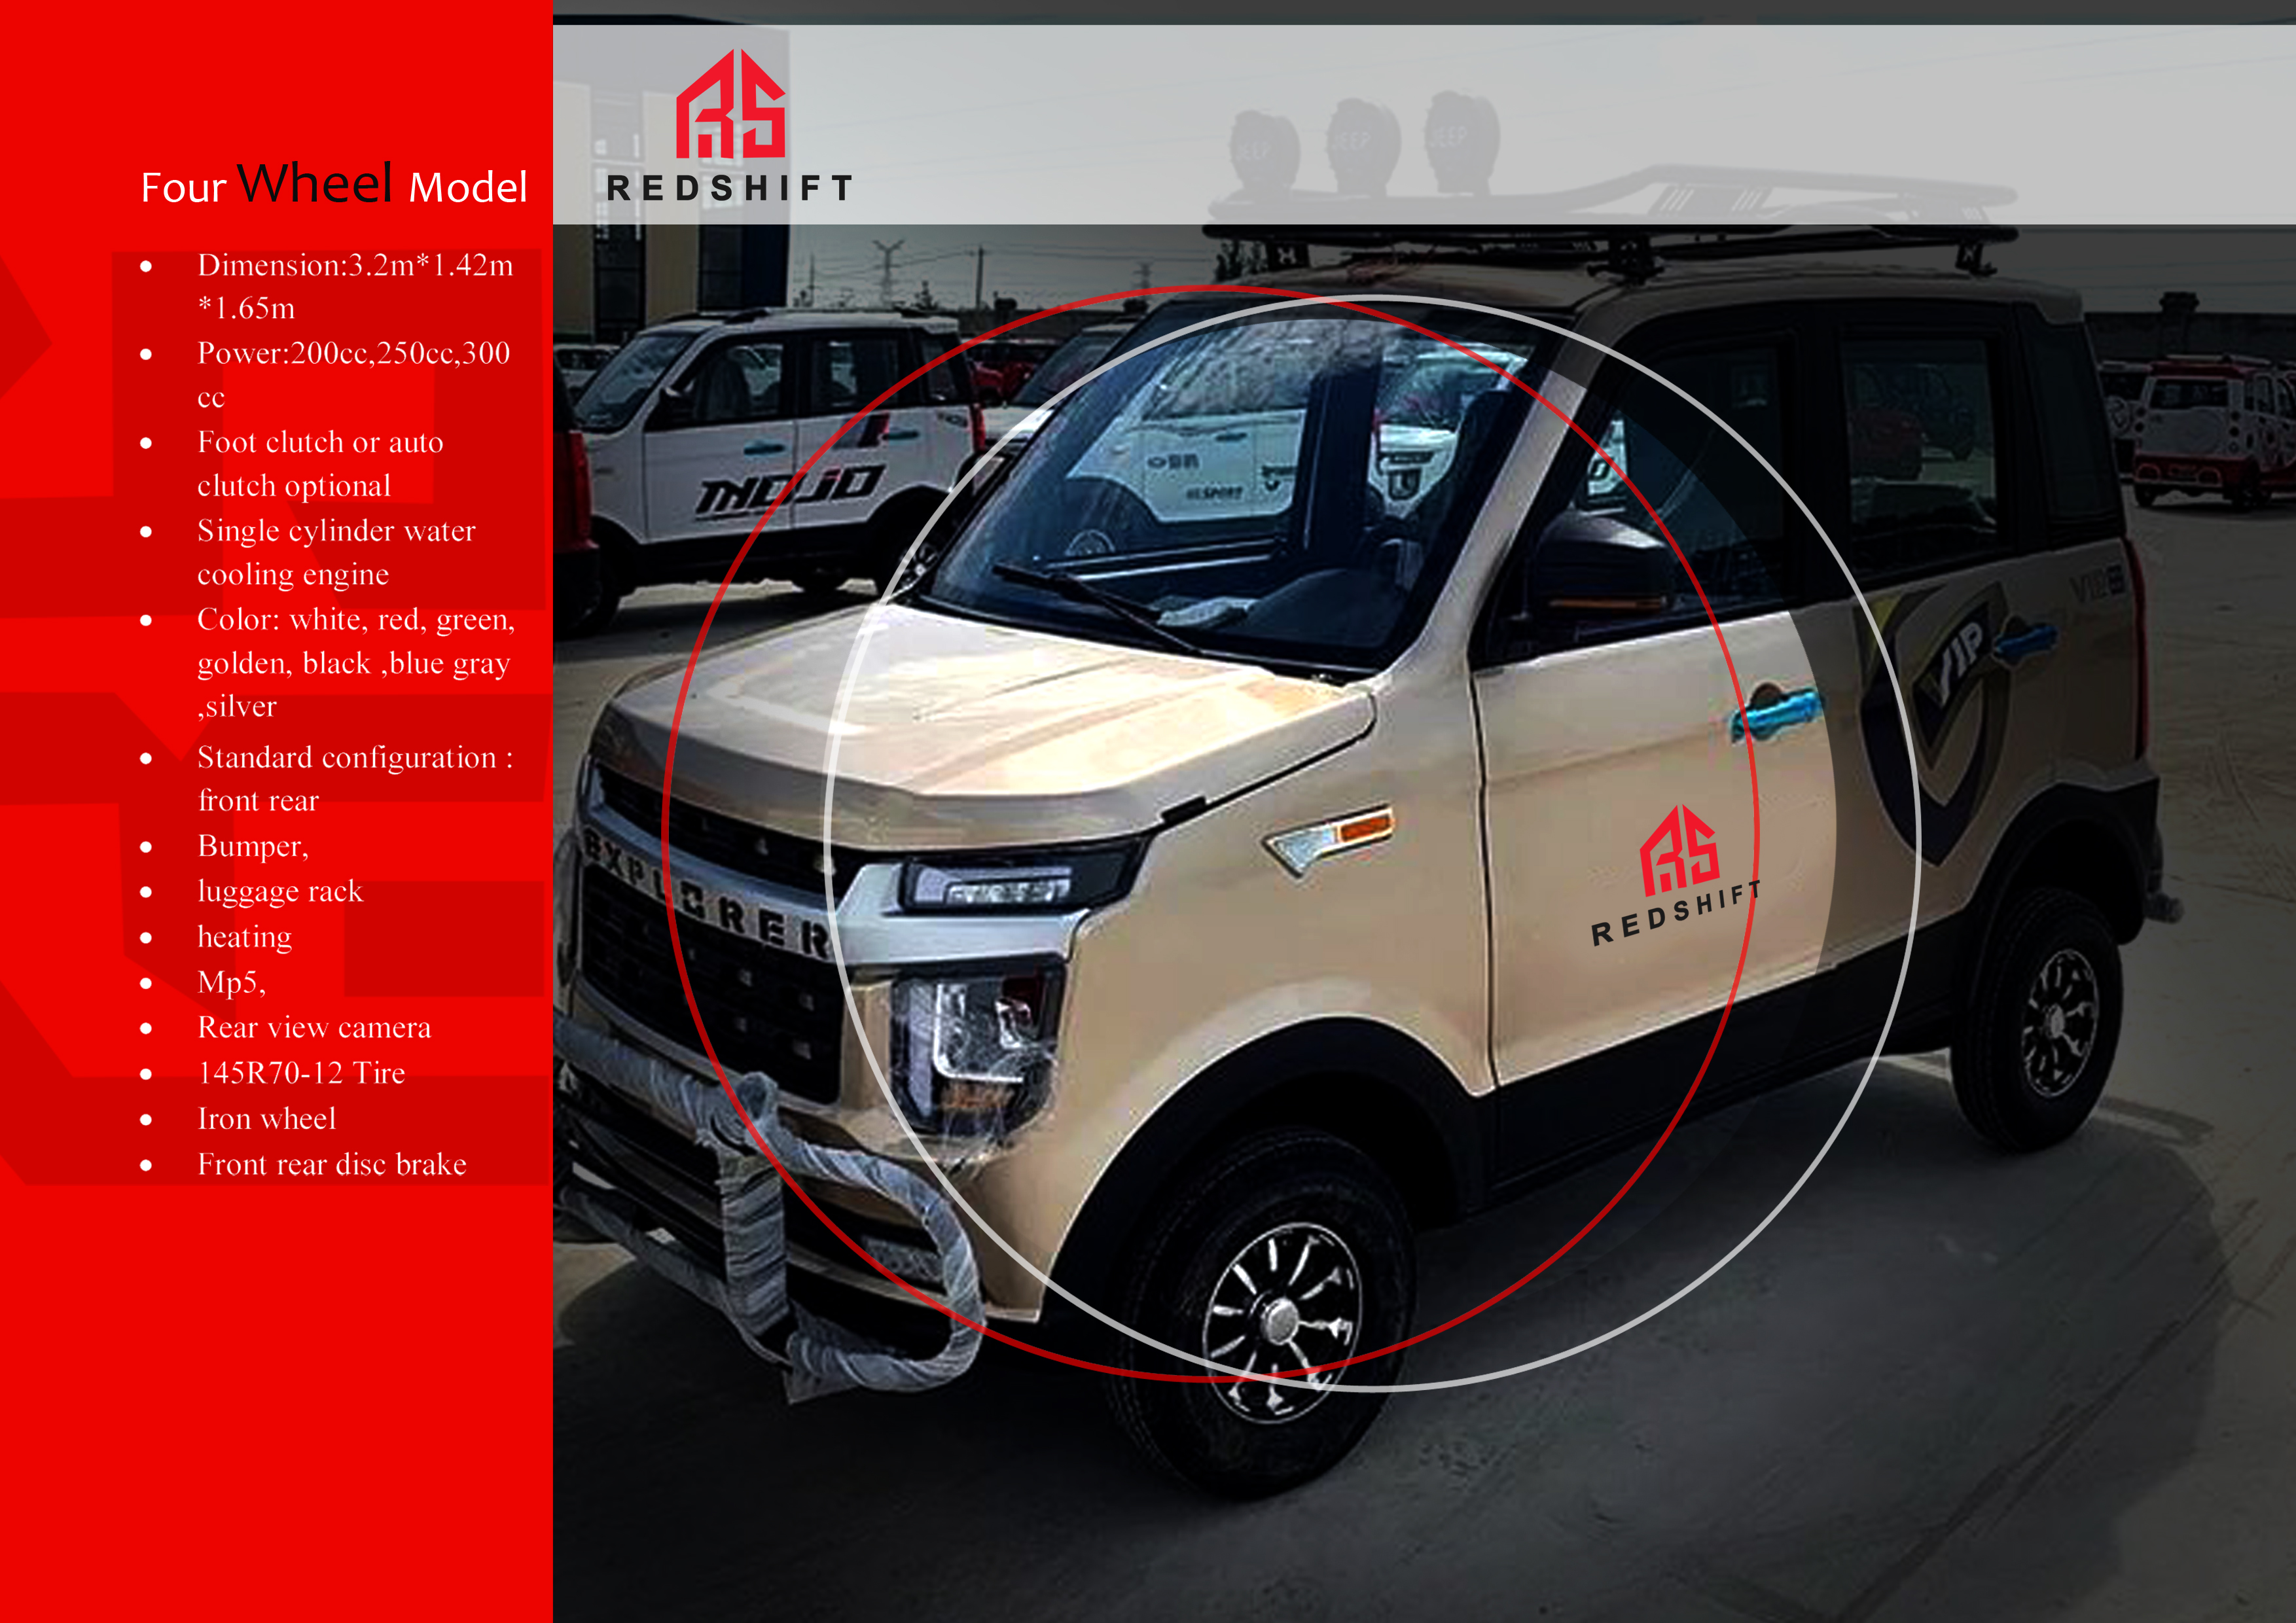 Four Wheel Model
Dimension:3.2m*1.42m
*1.65m
Power:200cc,250cc,300
cc
Foot clutch or auto
clutch optional
Single cylinder water
cooling engine
Color: white, red, green,
golden, black ,blue gray
,silver
Standard configuration :
front rear
Bumper,
luggage rack
heating
Mp5,
Rear view camera
145R70-12 Tire
Iron wheel
Front rear disc brake
RS
REDSHIFT
JEEP
JEEP
JEEP
EXPLORER
RS
REDSHIFT
VIP